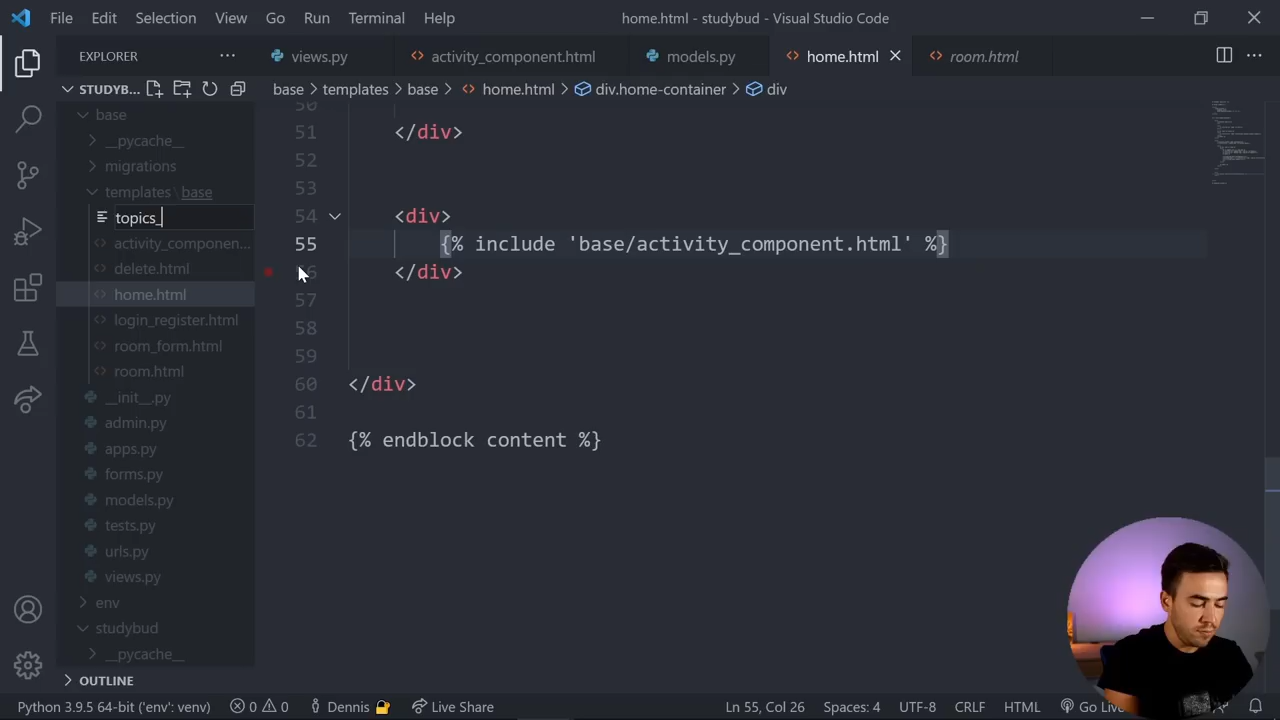 File Edit Selection View Go Run Terminal Help
home.html - studybud - Visual Studio Code
EXPLORER
views.py activity_component.html models.py home.html room.html
STUDYB...
base > templates > base > home.html > div.home-container > div
base
__pycache__
migrations
templates \ base
topics_
activity_componen...
delete.html
home.html
login_register.html
room_form.html
room.html
__init__.py
admin.py
apps.py
forms.py
models.py
tests.py
urls.py
views.py
env
studybud
__pycache__
OUTLINE
50
51 </div>
52
53
54 <div>
55 {% include 'base/activity_component.html' %}
56 </div>
57
58
59
60 </div>
61
62 {% endblock content %}
Python 3.9.5 64-bit ('env': venv) 0 0 Dennis Live Share Ln 55, Col 26 Spaces: 4 UTF-8 CRLF HTML Go Live